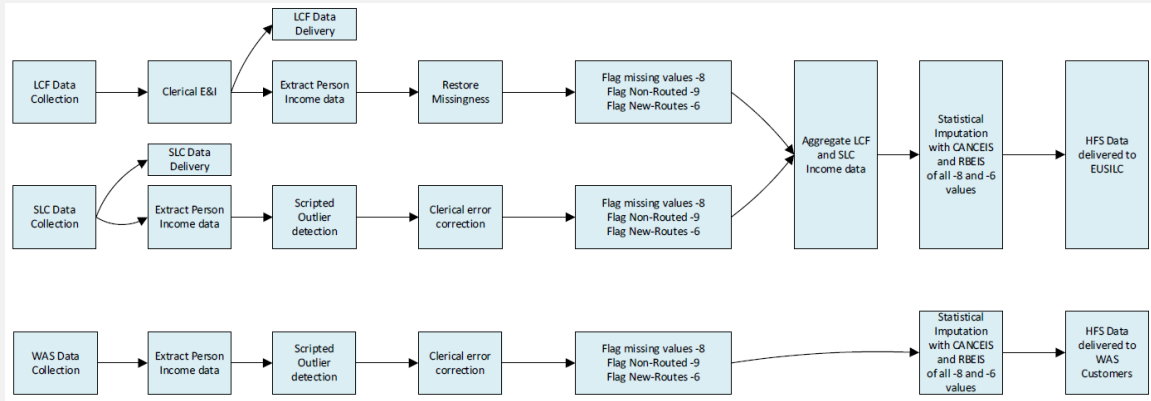 LCF Data
Delivery
LCF Data
Collection
Clerical E&I
Extract Person
Income data
Restore
Missingness
Flag missing values -8
Flag Non-Routed -9
Flag New-Routes -6
SLC Data
Delivery
SLC Data
Collection
Extract Person
Income data
Scripted
Outlier
detection
Clerical error
correction
Flag missing values -8
Flag Non-Routed -9
Flag New-Routes -6
Aggregate LCF
and SLC
Income data
Statistical
Imputation
with CANCEIS
and RBEIS
of all -8 and -6
values
HFS Data
delivered to
EUSILC
WAS Data
Collection
Extract Person
Income data
Scripted
Outlier
detection
Clerical error
correction
Flag missing values -8
Flag Non-Routed -9
Flag New-Routes -6
Statistical
Imputation
with CANCEIS
and RBEIS
of all -8 and -6
values
HFS Data
delivered to
WAS
Customers